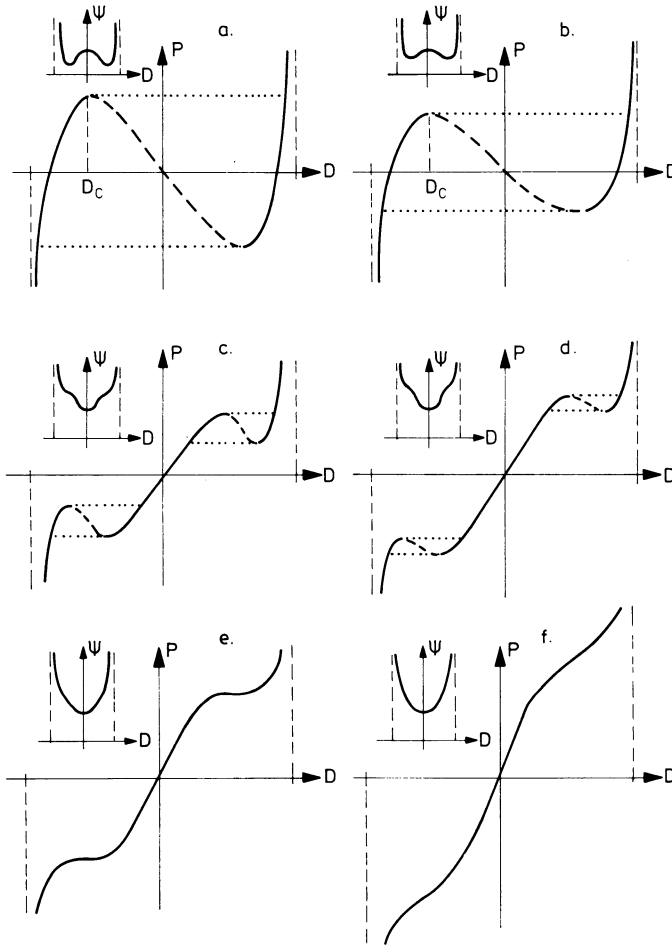 Ψ a. P D
D
D_C
Ψ b. P D
D
D_C
Ψ c. P D
D
Ψ d. P D
D
Ψ e. P D
D
Ψ f. P D
D